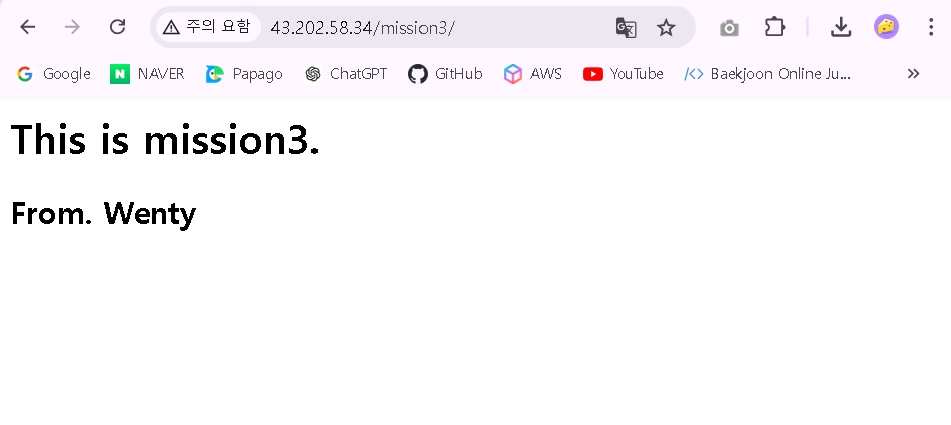 주의 요함 43.202.58.34/mission3/
Google NAVER Papago ChatGPT GitHub AWS YouTube </> Baekjoon Online Ju... »
This is mission3.
From. Wenty